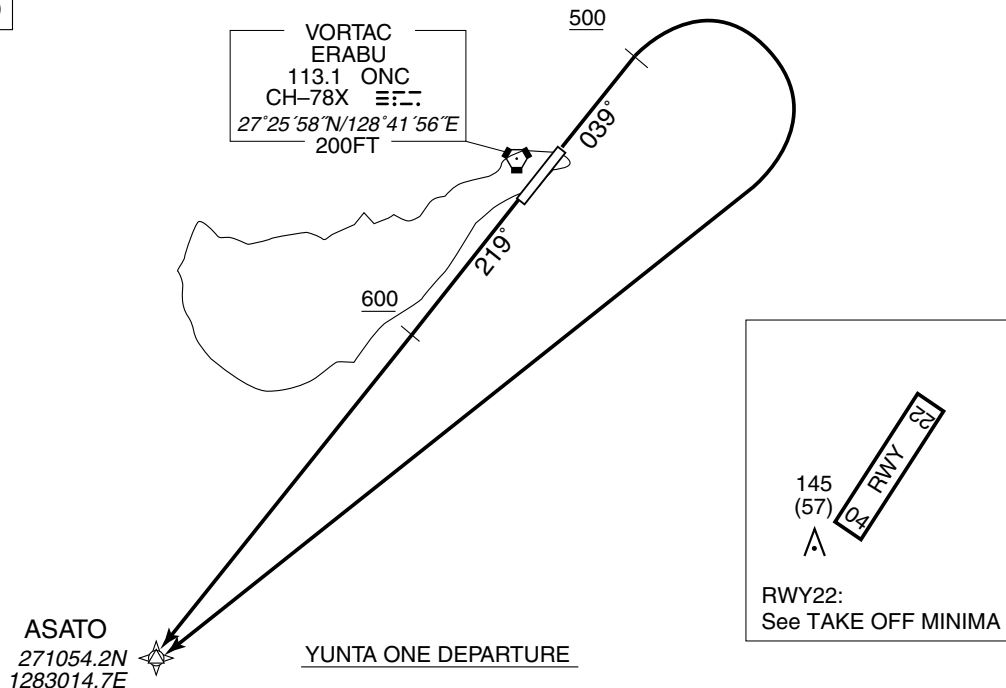 500
VORTAC
ERABU
113.1 ONC
CH–78X
27°25´58˝N/128°41´56˝E
200FT
039°
219°
600
145
(57)
22
RWY
04
RWY22:
See TAKE OFF MINIMA
ASATO
271054.2N
1283014.7E
YUNTA ONE DEPARTURE